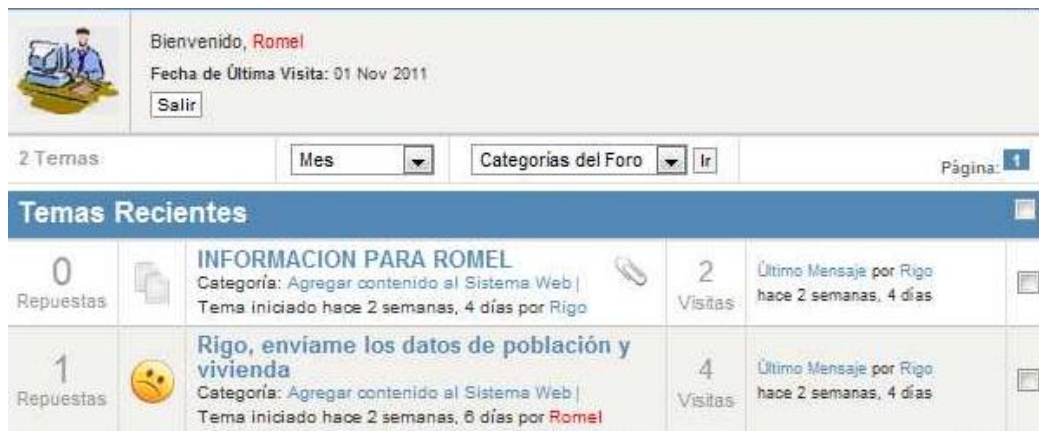 Bienvenido, Romel
Fecha de Última Visita: 01 Nov 2011
Salir
2 Temas
Mes
Categorías del Foro
Ir
Página: 1
Temas Recientes
0
Repuestas
INFORMACION PARA ROMEL
Categoría: Agregar contenido al Sistema Web |
Tema iniciado hace 2 semanas, 4 días por Rigo
2
Visitas
Último Mensaje por Rigo
hace 2 semanas, 4 días
1
Repuestas
Rigo, enviame los datos de población y
vivienda
Categoría: Agregar contenido al Sistema Web |
Tema iniciado hace 2 semanas, 6 días por Romel
4
Visitas
Último Mensaje por Rigo
hace 2 semanas, 4 días